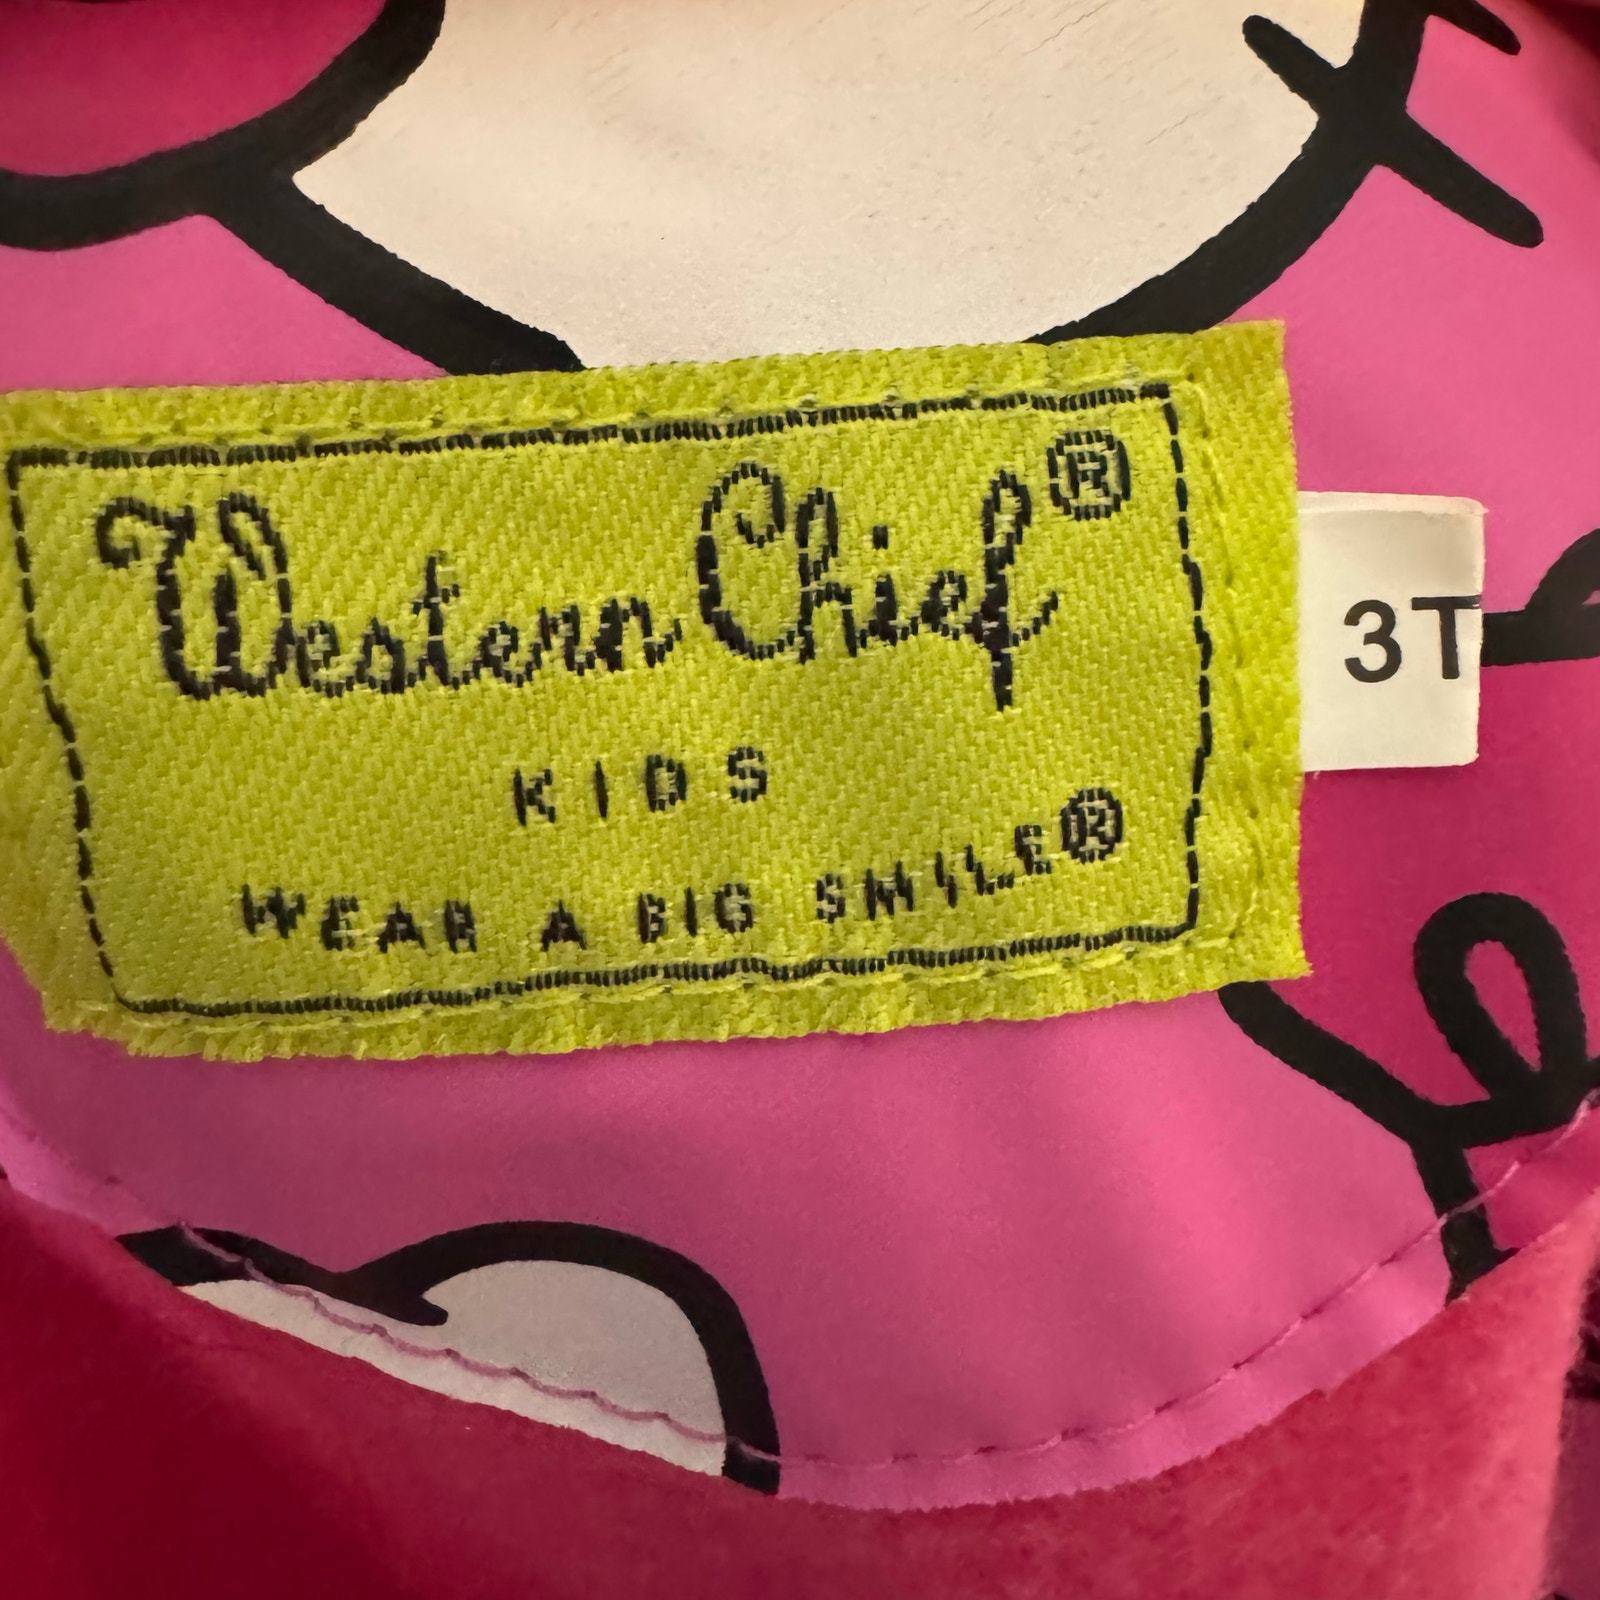 Western Chief®
KIDS
WEAR A BIG SMILE®
3T